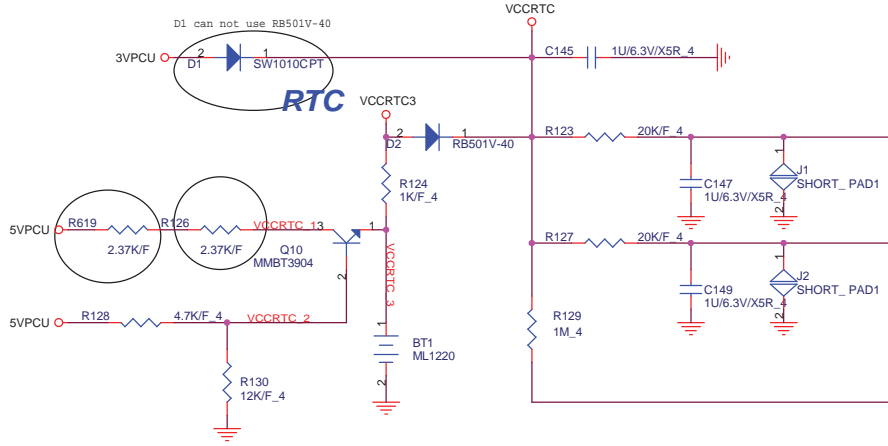 D1 can not use RB501V-40
VCCRTC
3VPCU
2
1
D1
SW1010CPT
C145
1U/6.3V/X5R_4
RTC
VCCRTC3
2
1
D2
RB501V-40
R123
20K/F_4
R124
1K/F_4
C147
1U/6.3V/X5R_4
1
J1
SHORT_ PAD1
2
5VPCU
R619
2.37K/F
R126
2.37K/F
VCCRTC_1
3
1
Q10
MMBT3904
2
VCCRTC_3
R127
20K/F_4
C149
1U/6.3V/X5R_4
1
J2
SHORT_ PAD1
2
5VPCU
R128
4.7K/F_4
VCCRTC_2
R129
1M_4
1
BT1
ML1220
2
R130
12K/F_4